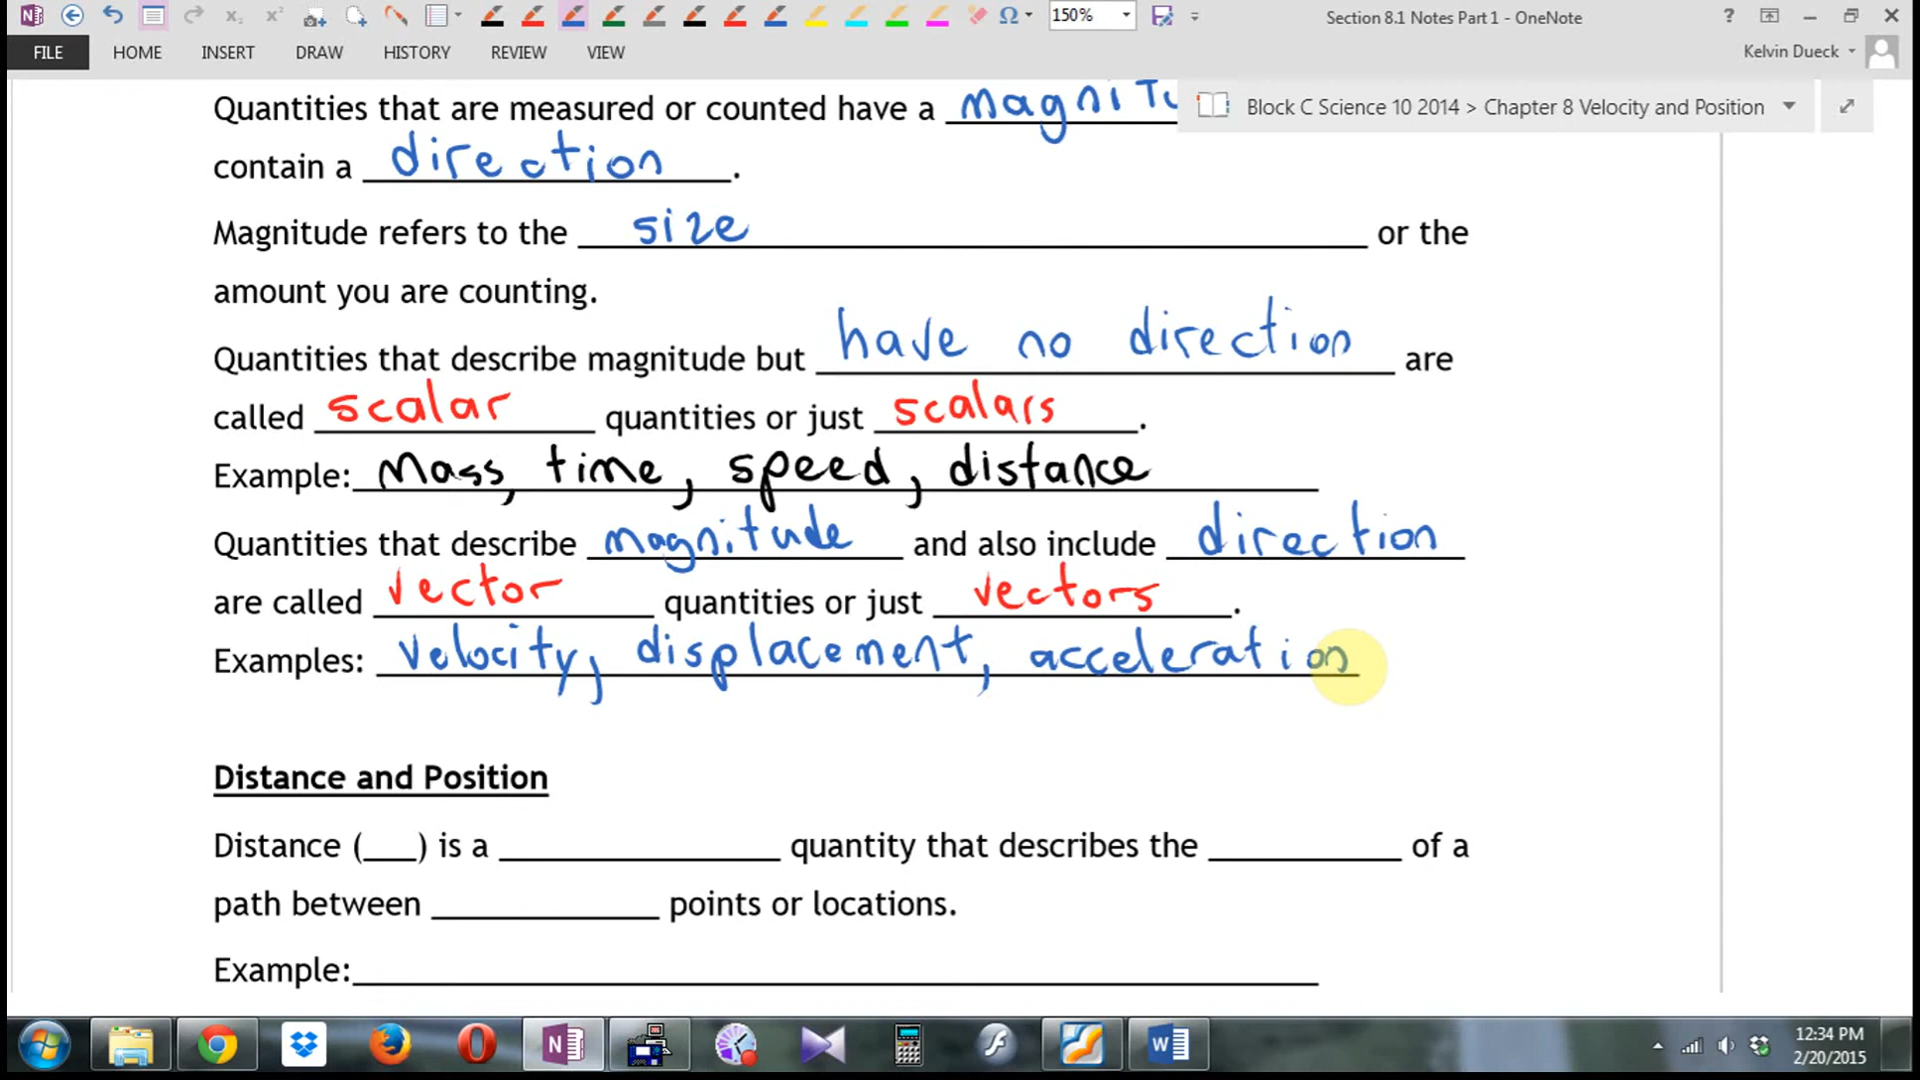 150% Section 8.1 Notes Part 1 - OneNote
FILE HOME INSERT DRAW HISTORY REVIEW VIEW Kelvin Dueck
Block C Science 10 2014 > Chapter 8 Velocity and Position
Quantities that are measured or counted have a magnitu
contain a direction.
Magnitude refers to the size or the
amount you are counting.
Quantities that describe magnitude but have no direction are
called scalar quantities or just scalars.
Example: Mass, time, speed, distance
Quantities that describe magnitude and also include direction
are called vector quantities or just vectors.
Examples: velocity, displacement, acceleration
Distance and Position
Distance (___) is a ______________ quantity that describes the __________ of a
path between ____________ points or locations.
Example:______________________________
12:34 PM
2/20/2015